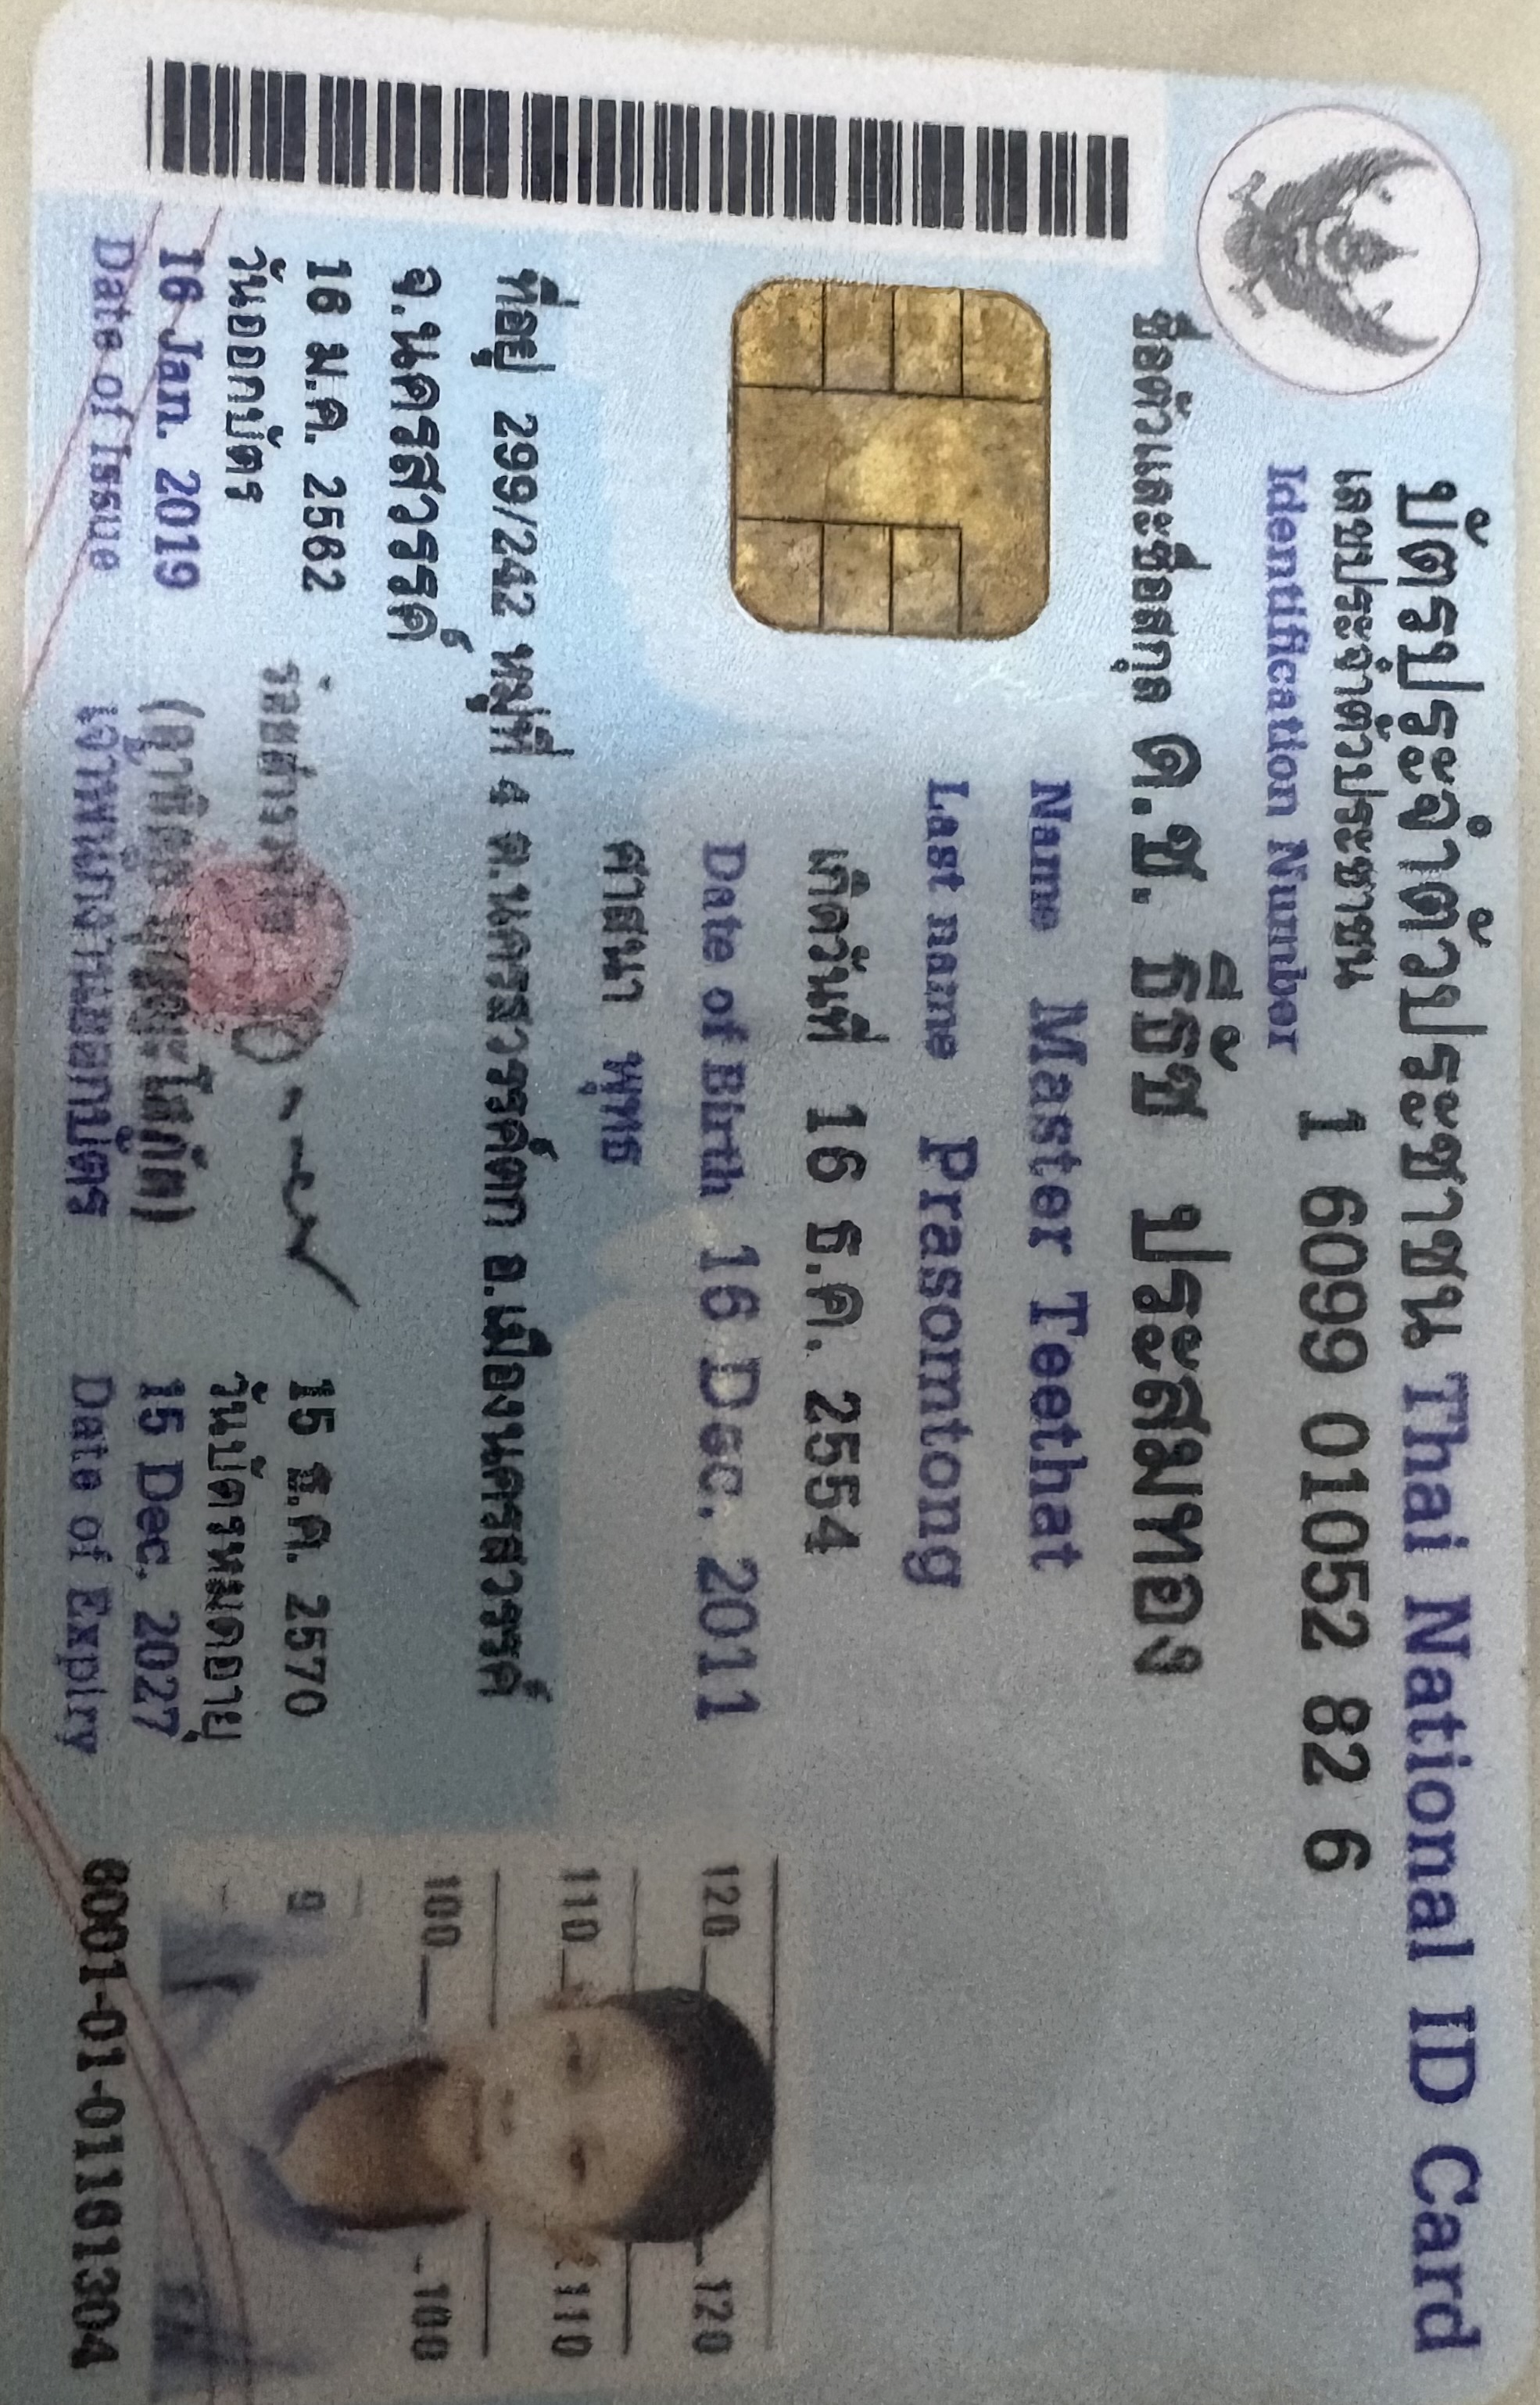 บัตรประจำตัวประชาชน Thai National ID Card
เลขประจำตัวประชาชน 1 6099 01052 82 6
Identification Number
ชื่อตัวและชื่อสกุล ด.ช. ธีธัช ประสมทอง
Name Master Teethat
Last name Prasomtong
เกิดวันที่ 16 ธ.ค. 2554
Date of Birth 16 Dec. 2011
ศาสนา พุทธ
ที่อยู่ 299/242 หมู่ที่ 4 ต.นครสวรรค์ตก อ.เมืองนครสวรรค์
จ.นครสวรรค์
16 ม.ค. 2562
วันออกบัตร
16 Jan. 2019
Date of Issue
เจ้าพนักงานออกบัตร
15 ธ.ค. 2570
วันบัตรหมดอายุ
15 Dec. 2027
Date of Expiry
120 120
110 110
100 100
6001-01-01161304